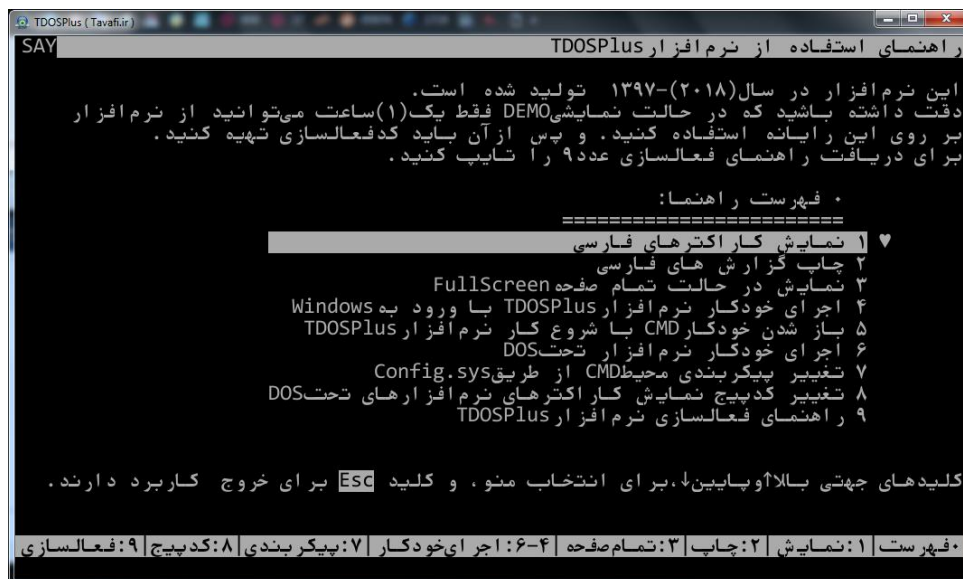 TDOSPlus ( Tavafi.ir )
SAY راهنمای استفاده از نرم افزار TDOSPlus
این نرم افزار در سال(۲۰۱۸)-۱۳۹۷ تولید شده است.
دقت داشته باشید که در حالت نمایشیDEMO فقط یک(۱)ساعت می‌توانید از نرم افزار
بر روی این رایانه استفاده کنید. و پس ازآن باید کدفعالسازی تهیه کنید.
برای دریافت راهنمای فعالسازی عدد۹ را تایپ کنید.
۰ فهرست راهنما:
========================
♥ ۱ نمایش کاراکترهای فارسی
۲ چاپ گزارش های فارسی
۳ نمایش در حالت تمام صفحه FullScreen
۴ اجرای خودکار نرم افزار TDOSPlus با ورود به Windows
۵ باز شدن خودکار CMD با شروع کار نرم افزار TDOSPlus
۶ اجرای خودکار نرم افزار تحت DOS
۷ تغییر پیکربندی محیط CMD از طریق Config.sys
۸ تغییر کدپیج نمایش کاراکترهای نرم افزارهای تحت DOS
۹ راهنمای فعالسازی نرم افزار TDOSPlus
کلیدهای جهتی بالا↑وپایین↓،برای انتخاب منو، و کلید Esc برای خروج کاربرد دارند.
۰فهرست|۱:نمایش|۲:چاپ|۳:تمام‌صفحه|۴-۶:اجرای‌خودکار|۷:پیکربندی|۸:کدپیج|۹:فعالسازی